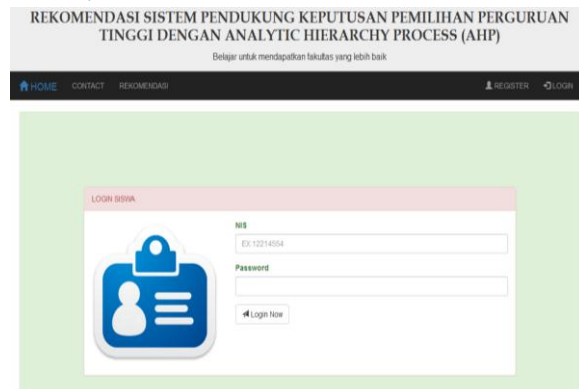 REKOMENDASI SISTEM PENDUKUNG KEPUTUSAN PEMILIHAN PERGURUAN
TINGGI DENGAN ANALYTIC HIERARCHY PROCESS (AHP)
Belajar untuk mendapatkan fakultas yang lebih baik
HOME CONTACT REKOMENDASI REGISTER LOGIN
LOGIN SISWA
NIS
EX:12214554
Password
Login Now